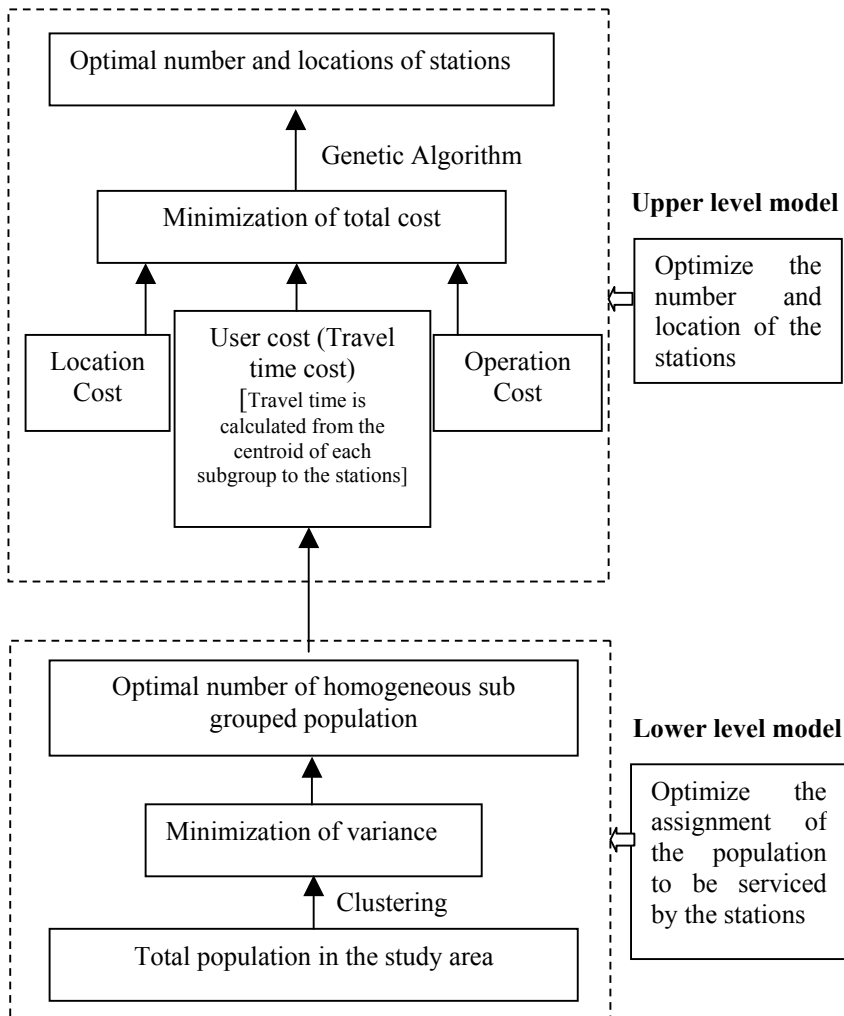 Optimal number and locations of stations
Genetic Algorithm
Minimization of total cost
Location
Cost
User cost (Travel
time cost)
[Travel time is
calculated from the
centroid of each
subgroup to the stations]
Operation
Cost
Upper level model
Optimize the
number and
location of the
stations
Optimal number of homogeneous sub
grouped population
Minimization of variance
Clustering
Total population in the study area
Lower level model
Optimize the
assignment of
the population
to be serviced
by the stations